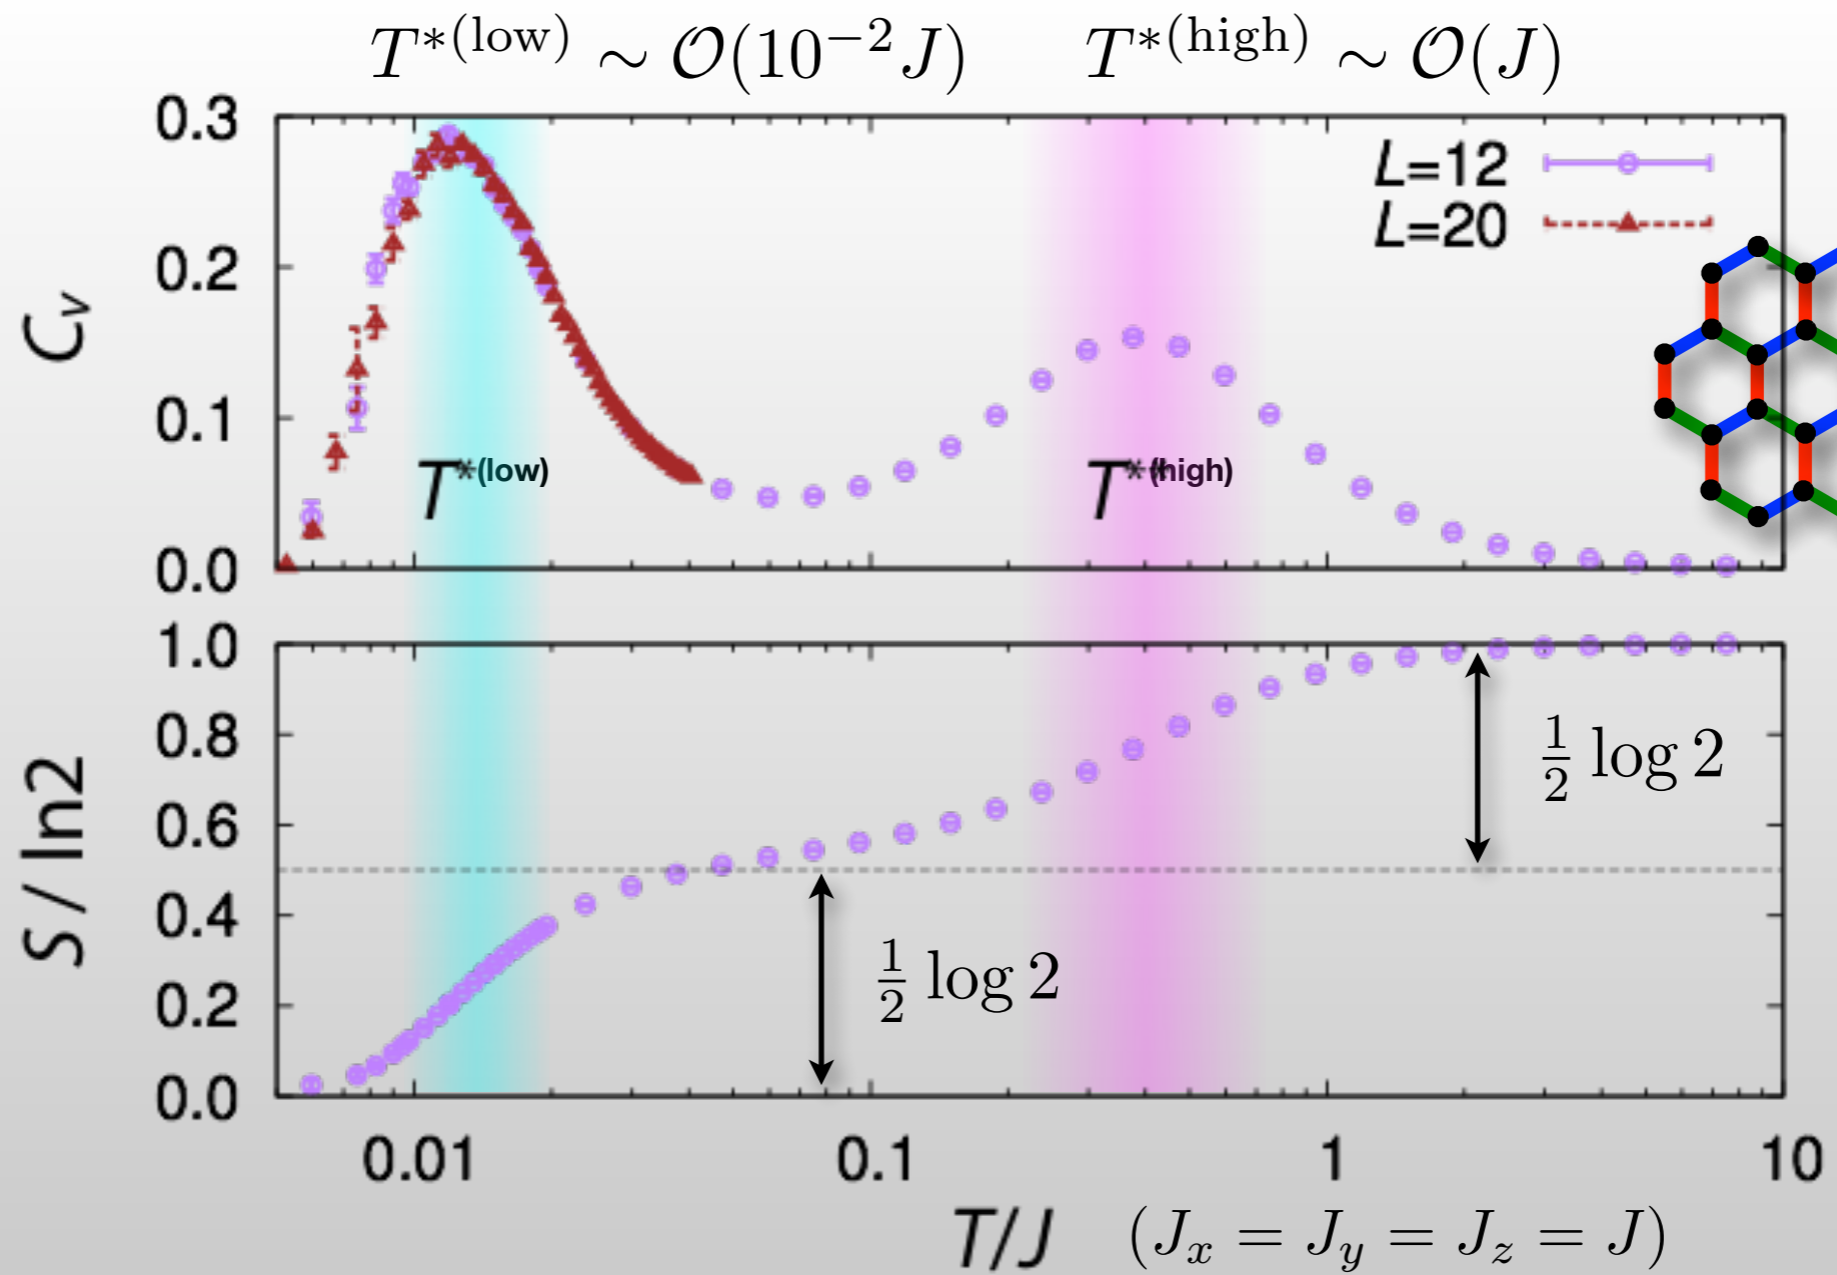 T*(low) ∼ O(10⁻²J) T*(high) ∼ O(J)
0.3
0.2
0.1
0.0
Cv
L=12
L=20
T*(low)
T*(high)
1.0
0.8
0.6
0.4
0.2
0.0
S / ln2
½ log 2
½ log 2
0.01 0.1 1 10
T/J (Jx = Jy = Jz = J)